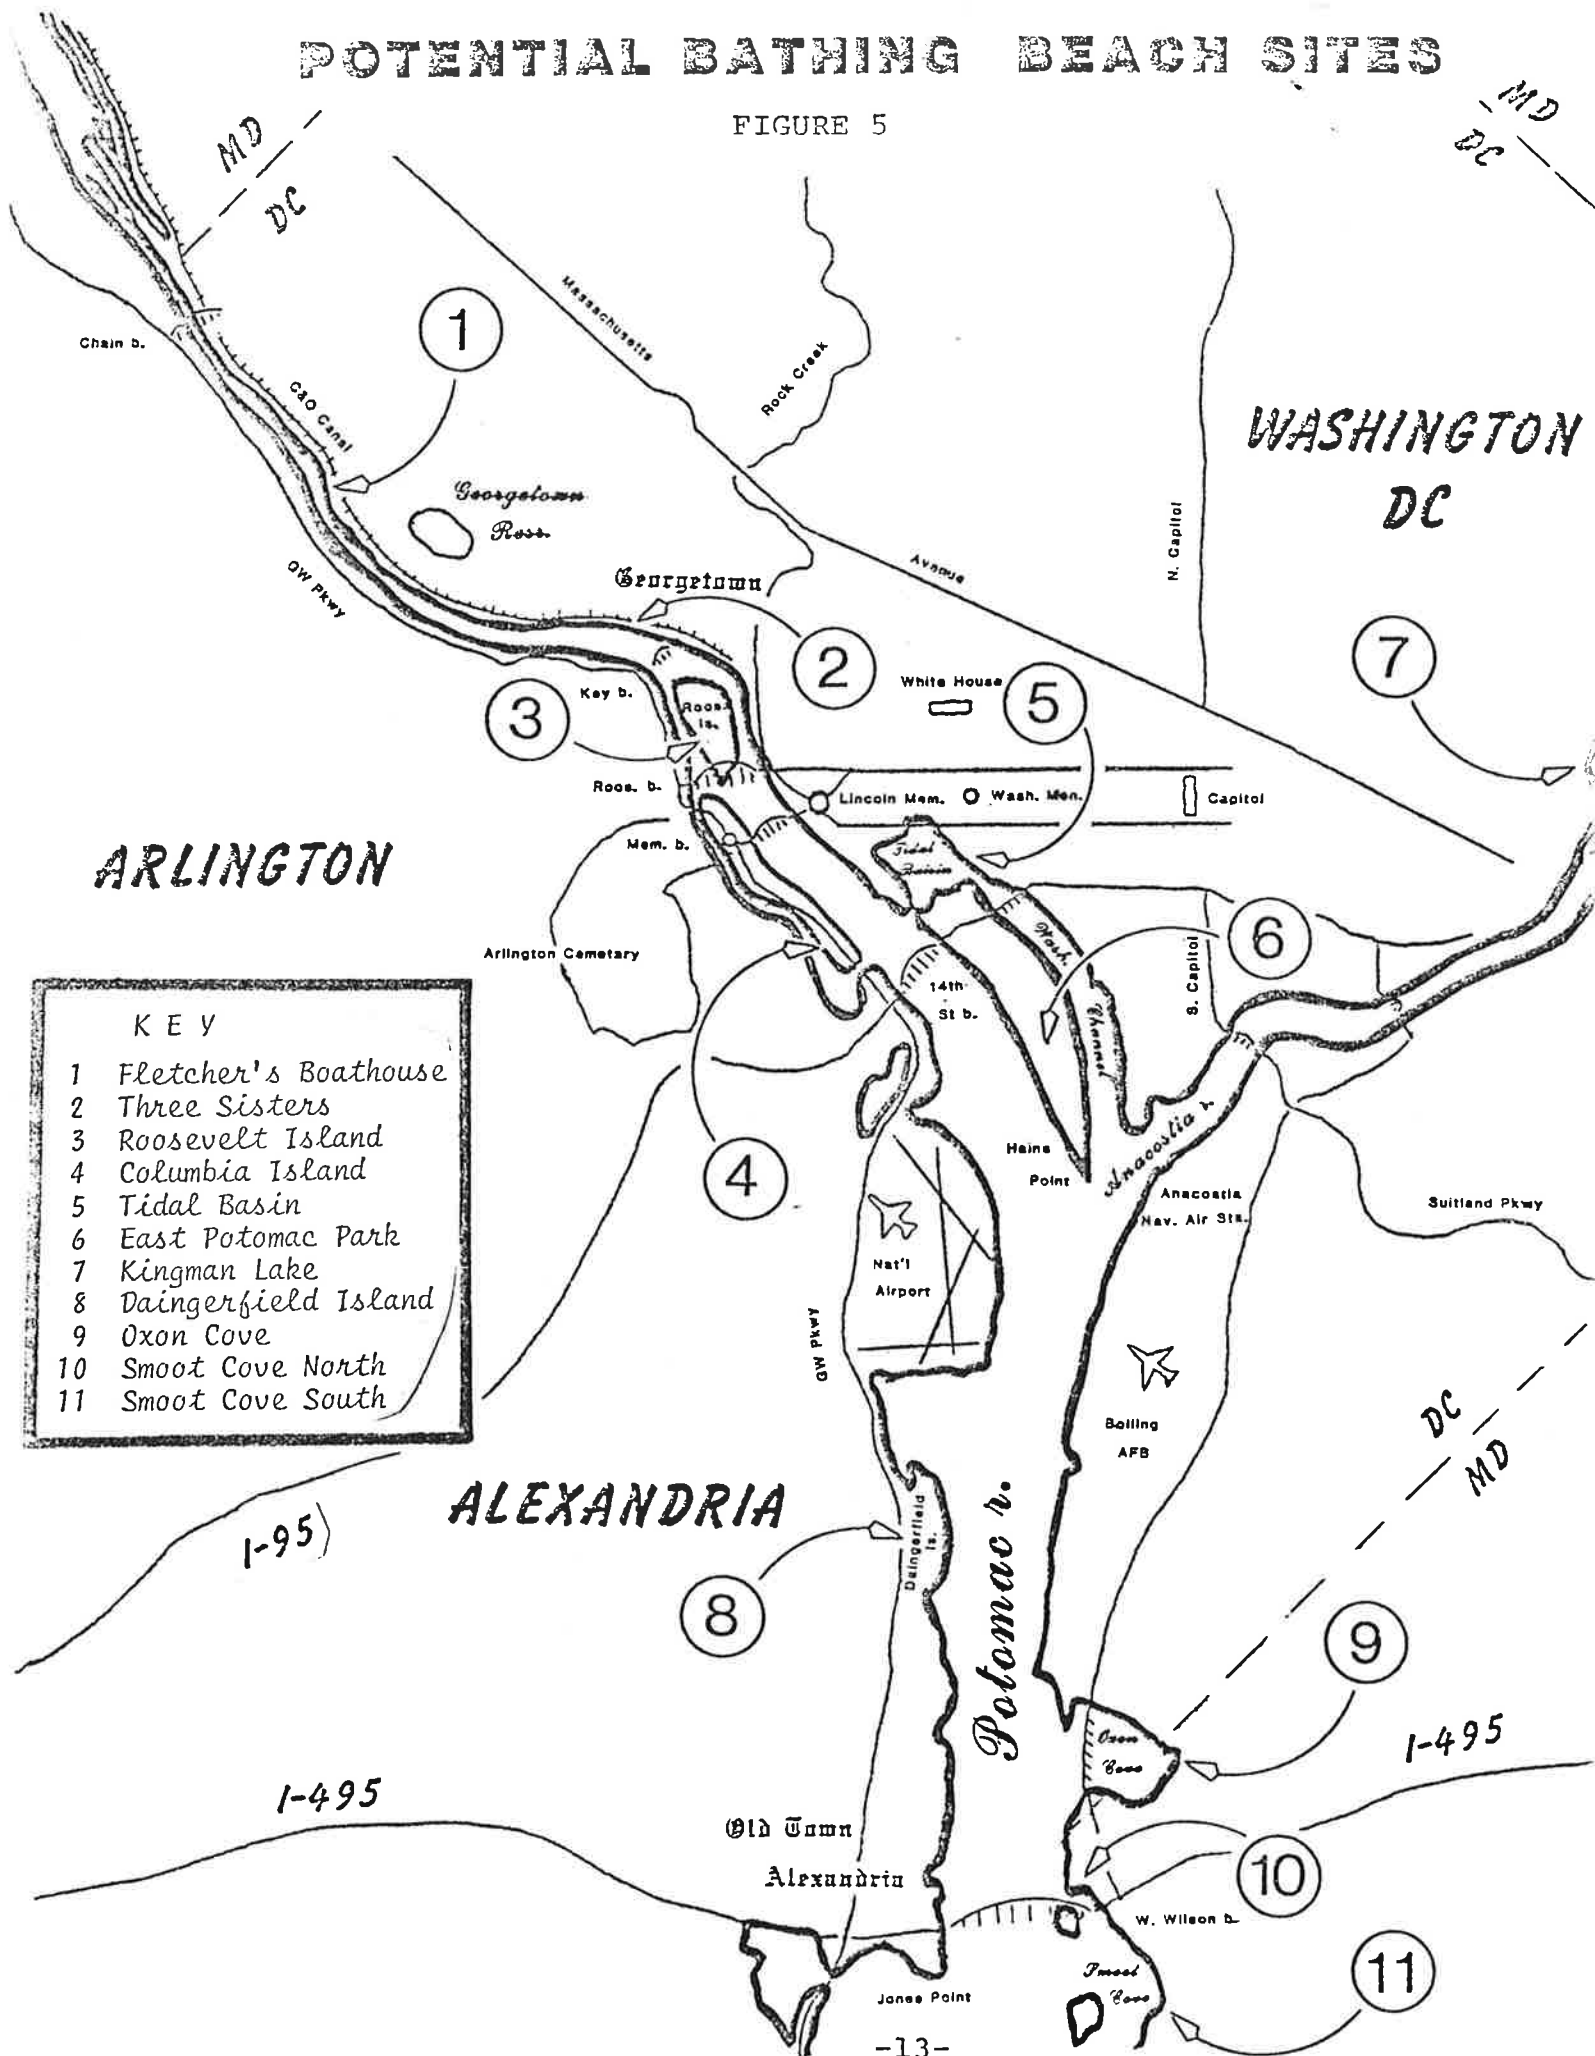 POTENTIAL BATHING BEACH SITES
FIGURE 5
MD
DC
MD
DC
Chain b.
C&O Canal
GW Pkwy
Massachusetts
Avenue
Rock Creek
N. Capitol
WASHINGTON
DC
1
Georgetown
Res.
Georgetown
2
3
Key b.
Roos.
Is.
White House
5
7
Roos. b.
Lincoln Mem.
Wash. Mon.
Capitol
Mem. b.
Tidal
Basin
ARLINGTON
Arlington Cemetary
Wash.
Channel
6
S. Capitol
14th
St b.
4
Hains
Point
Anacostia r.
Anacostia
Nav. Air Sta.
Suitland Pkwy
KEY
1 Fletcher's Boathouse
2 Three Sisters
3 Roosevelt Island
4 Columbia Island
5 Tidal Basin
6 East Potomac Park
7 Kingman Lake
8 Daingerfield Island
9 Oxon Cove
10 Smoot Cove North
11 Smoot Cove South
Nat'l
Airport
GW Pkwy
Bolling
AFB
DC
MD
ALEXANDRIA
I-95
Daingerfield
Is.
8
Potomac r.
9
Oxon
Cove
I-495
I-495
Old Town
Alexandria
10
W. Wilson b.
Smoot
Cove
11
Jones Point
-13-